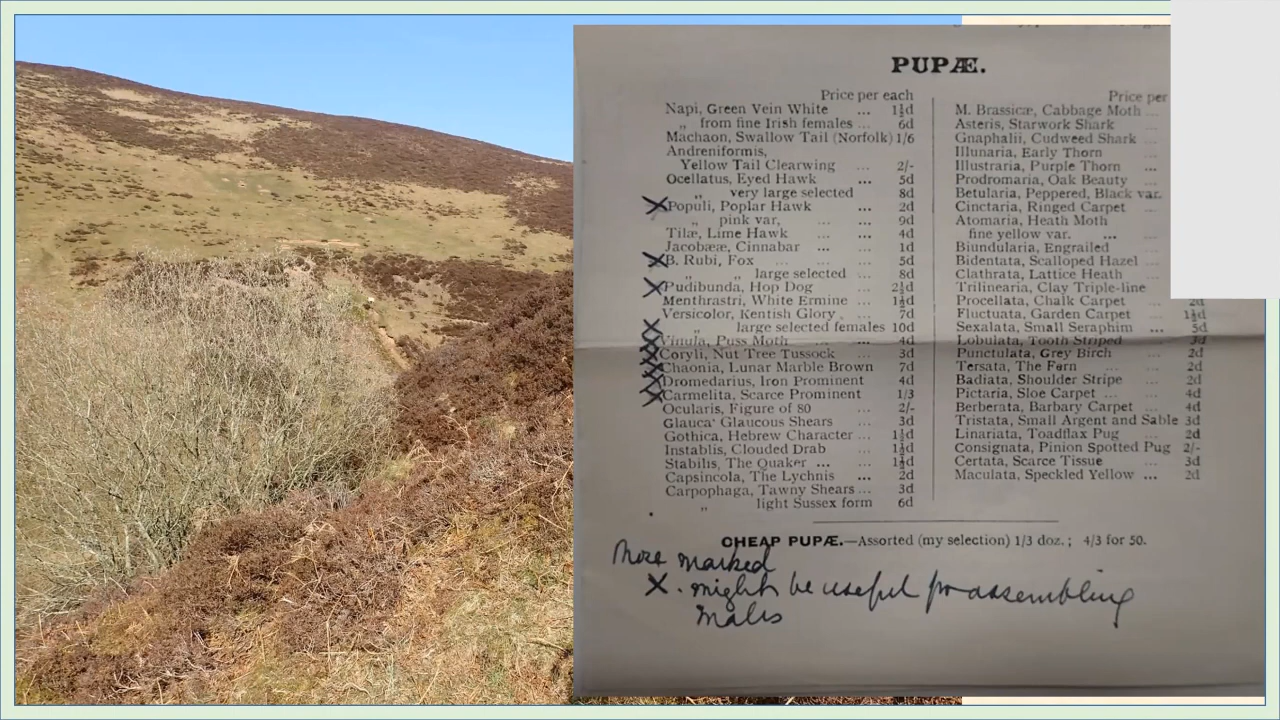 PUPÆ.
Price per each
Napi, Green Vein White ... 1½d
„ from fine Irish females ... 6d
Machaon, Swallow Tail (Norfolk) 1/6
Andreniformis,
Yellow Tail Clearwing ... 2/-
Ocellatus, Eyed Hawk ... 5d
„ very large selected 8d
X Populi, Poplar Hawk ... 2d
„ pink var, ... ... 9d
Tilæ, Lime Hawk ... ... 4d
Jacobææ, Cinnabar ... ... 1d
X B. Rubi, Fox ... ... ... 5d
„ „ large selected ... 8d
X Pudibunda, Hop Dog ... 2½d
Menthrastri, White Ermine ... 1½d
Versicolor, Kentish Glory ... 7d
„ large selected females 10d
X Vinula, Puss Moth ... 4d
X Coryli, Nut Tree Tussock ... 3d
X Chaonia, Lunar Marble Brown 7d
X Dromedarius, Iron Prominent 4d
X Carmelita, Scarce Prominent 1/3
Ocularis, Figure of 80 ... 2/-
Glauca' Glaucous Shears ... 3d
Gothica, Hebrew Character ... 1½d
Instablis, Clouded Drab ... 1½d
Stabilis, The Quaker ... ... 1½d
Capsincola, The Lychnis ... 2d
Carpophaga, Tawny Shears ... 3d
„ light Sussex form 6d
Price per
M. Brassicæ, Cabbage Moth ...
Asteris, Starwork Shark ...
Gnaphalii, Cudweed Shark ...
Illunaria, Early Thorn ...
Illustraria, Purple Thorn ...
Prodromaria, Oak Beauty ...
Betularia, Peppered, Black var.
Cinctaria, Ringed Carpet ...
Atomaria, Heath Moth
fine yellow var. ... ...
Biundularia, Engrailed ...
Bidentata, Scalloped Hazel ...
Clathrata, Lattice Heath ...
Trilinearia, Clay Triple-line
Procellata, Chalk Carpet ... 2d
Fluctuata, Garden Carpet ... 1½d
Sexalata, Small Seraphim ... 5d
Lobulata, Tooth Striped ... 3d
Punctulata, Grey Birch ... 2d
Tersata, The Fern ... 2d
Badiata, Shoulder Stripe ... 2d
Pictaria, Sloe Carpet ... ... 4d
Berberata, Barbary Carpet ... 4d
Tristata, Small Argent and Sable 3d
Linariata, Toadflax Pug ... 2d
Consignata, Pinion Spotted Pug 2/-
Certata, Scarce Tissue ... 3d
Maculata, Speckled Yellow ... 2d
CHEAP PUPÆ.—Assorted (my selection) 1/3 doz.; 4/3 for 50.
marked
X. might be useful for assembling
Males